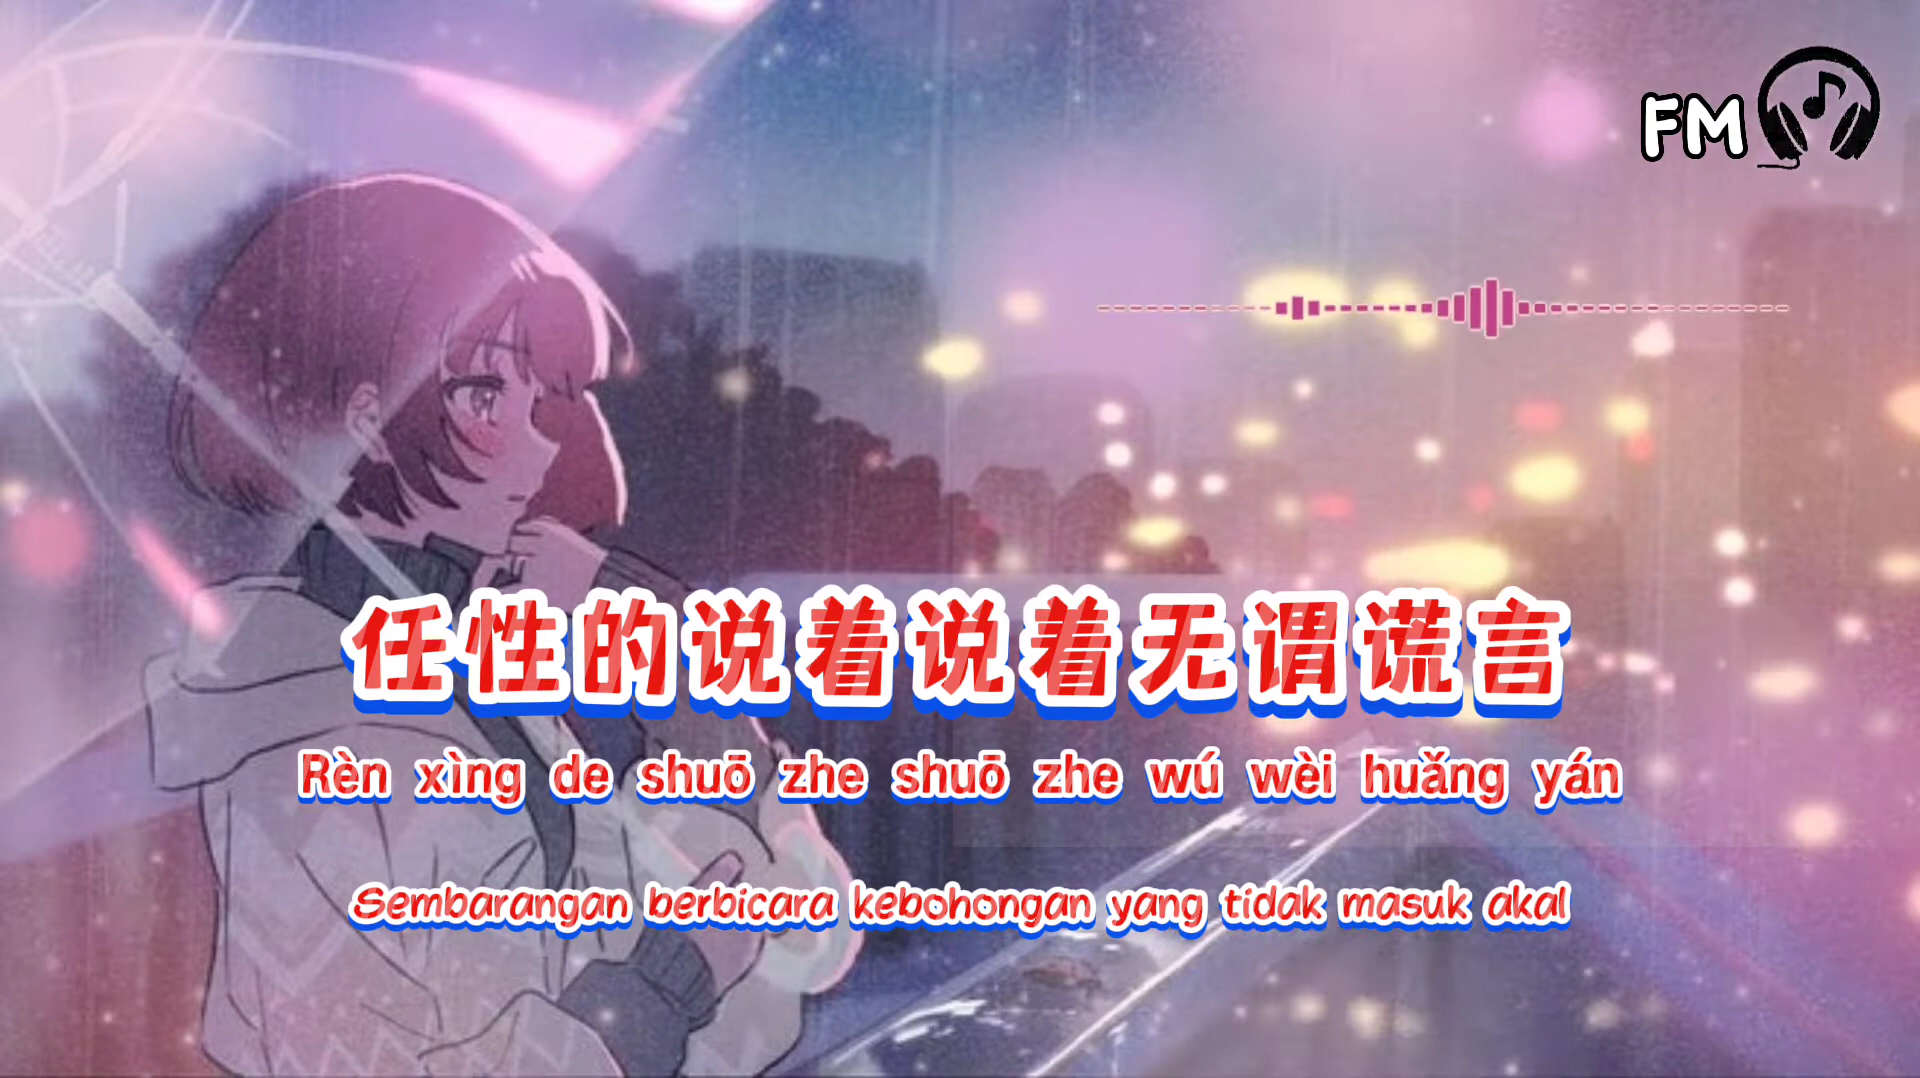 FM
任性的说着说着无谓谎言
Rèn xìng de shuō zhe shuō zhe wú wèi huǎng yán
Sembarangan berbicara kebohongan yang tidak masuk akal